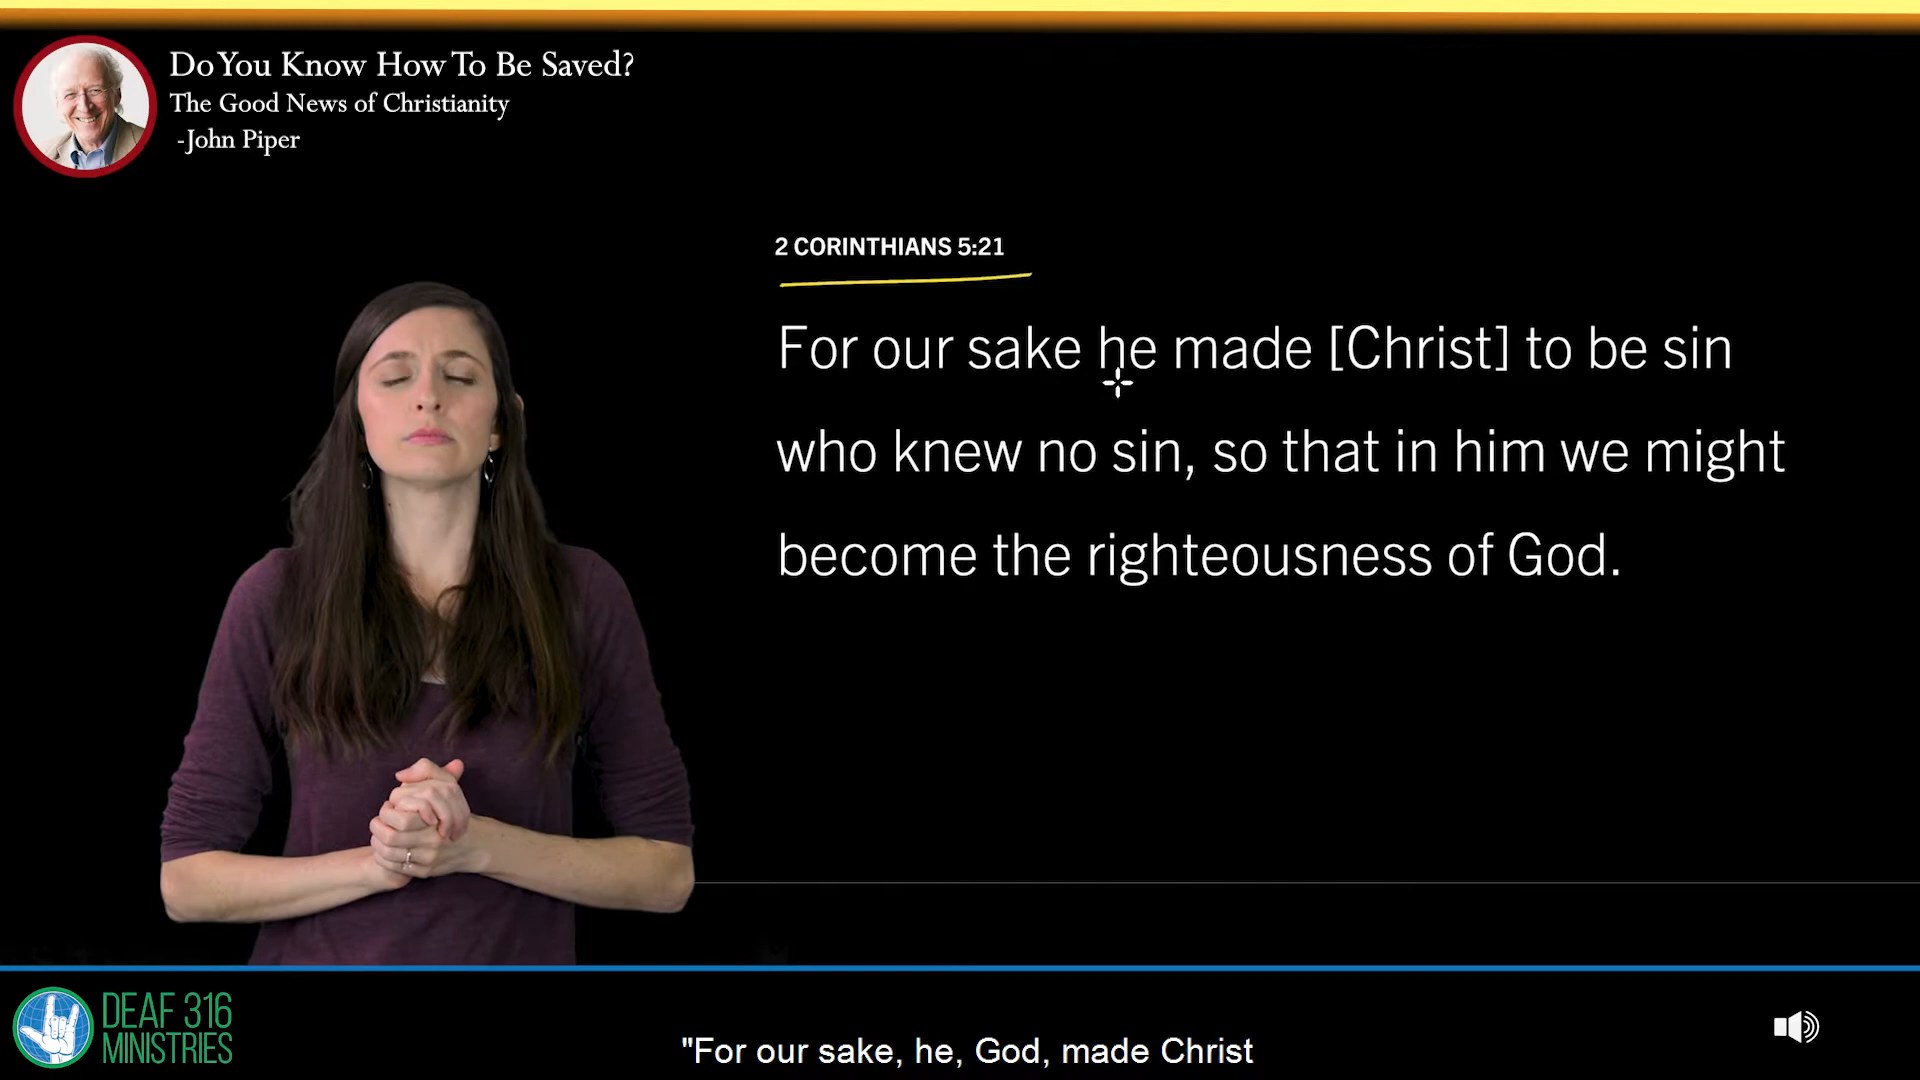 Do You Know How To Be Saved?
The Good News of Christianity
-John Piper
2 CORINTHIANS 5:21
For our sake he made [Christ] to be sin
who knew no sin, so that in him we might
become the righteousness of God.
DEAF 316
MINISTRIES
"For our sake, he, God, made Christ